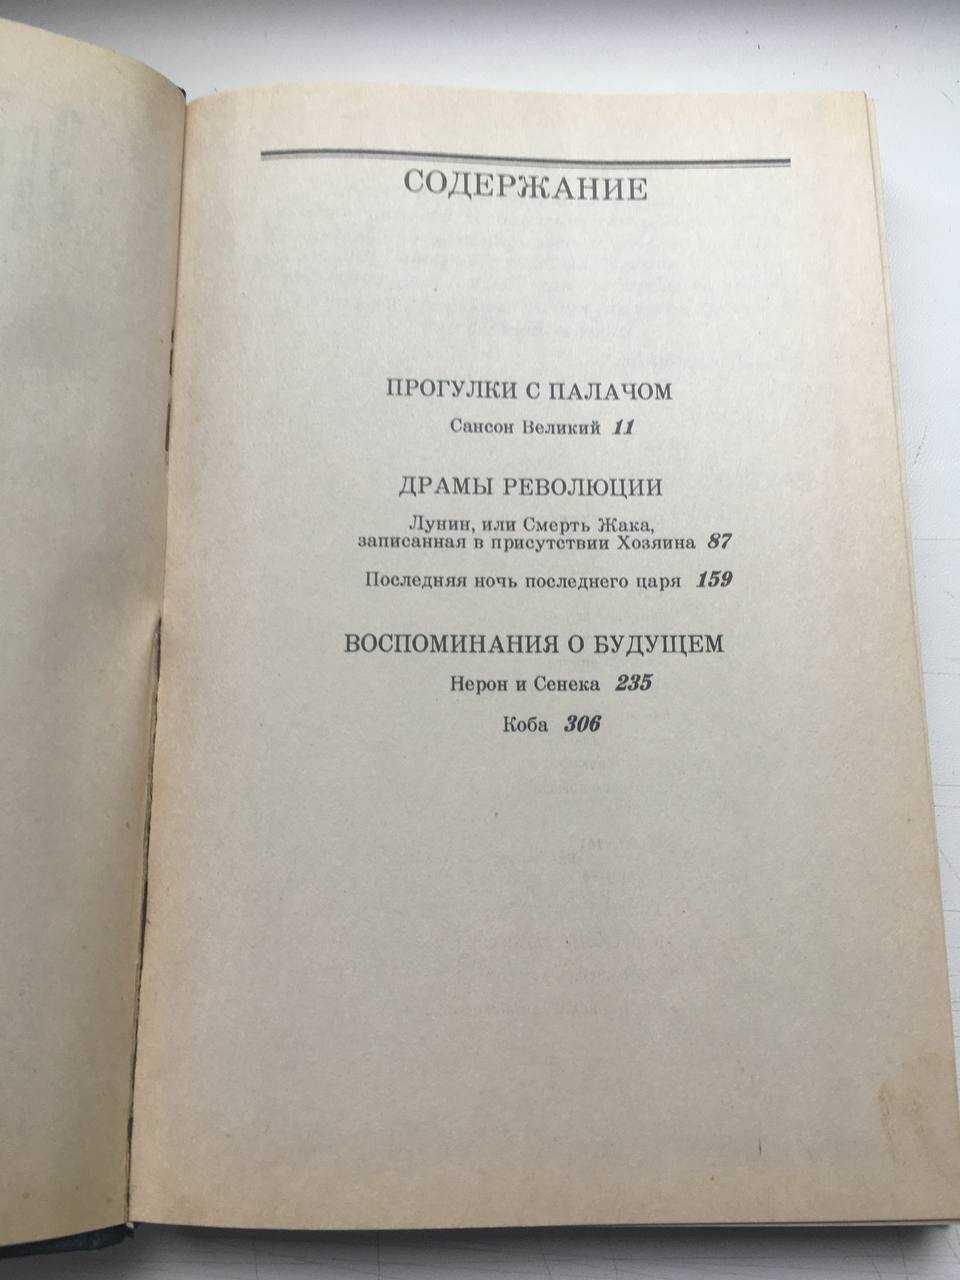 СОДЕРЖАНИЕ
ПРОГУЛКИ С ПАЛАЧОМ
Сансон Великий 11
ДРАМЫ РЕВОЛЮЦИИ
Лунин, или Смерть Жака,
записанная в присутствии Хозяина 87
Последняя ночь последнего царя 159
ВОСПОМИНАНИЯ О БУДУЩЕМ
Нерон и Сенека 235
Коба 306